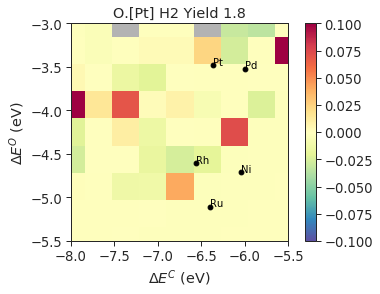 O.[Pt] H2 Yield 1.8
ΔE^O (eV)
−3.0
−3.5
−4.0
−4.5
−5.0
−5.5
Pt
Pd
Rh
Ni
Ru
−8.0 −7.5 −7.0 −6.5 −6.0 −5.5
ΔE^C (eV)
0.100
0.075
0.050
0.025
0.000
−0.025
−0.050
−0.075
−0.100